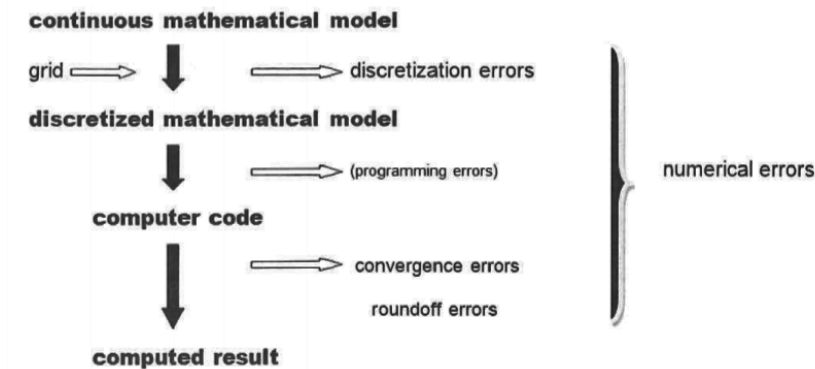 continuous mathematical model
grid
discretization errors
discretized mathematical model
(programming errors)
numerical errors
computer code
convergence errors
roundoff errors
computed result